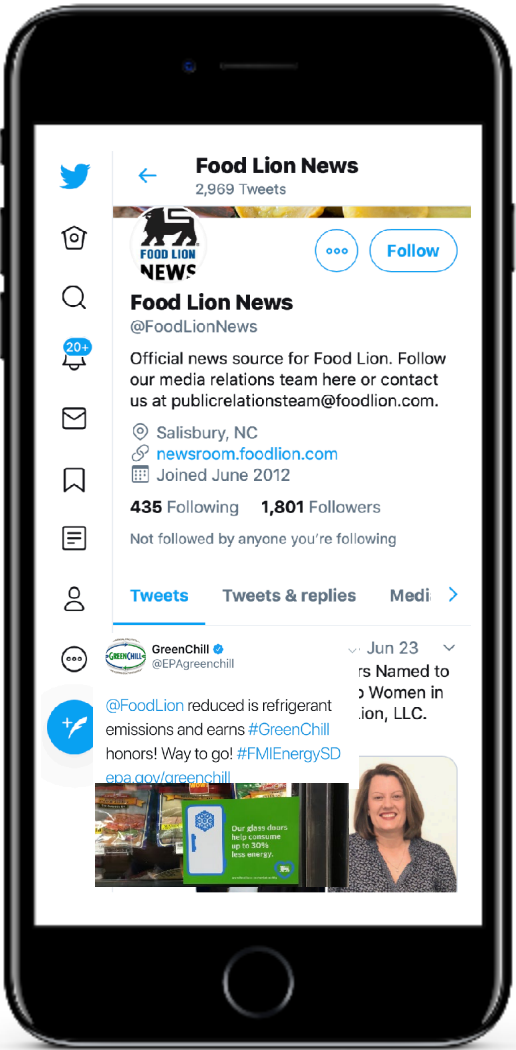 Food Lion News
2,969 Tweets
FOOD LION
NEWS
Follow
Food Lion News
@FoodLionNews
Official news source for Food Lion. Follow
our media relations team here or contact
us at publicrelationsteam@foodlion.com.
Salisbury, NC
newsroom.foodlion.com
Joined June 2012
435 Following 1,801 Followers
Not followed by anyone you're following
20+
Tweets Tweets & replies Medi
GREENCHILL
GreenChill
@EPAgreenchill
Jun 23
rs Named to
Women in
ion, LLC.
@FoodLion reduced is refrigerant
emissions and earns #GreenChill
honors! Way to go! #FMIEnergySD
epa.gov/greenchill
Our glass doors
help consume
up to 30%
less energy.